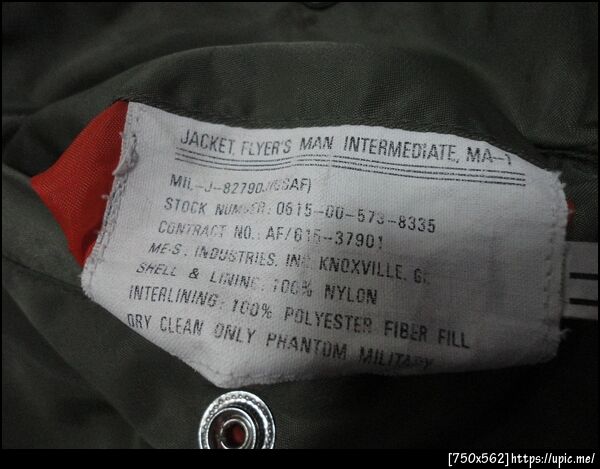 JACKET, FLYER'S MAN INTERMEDIATE, MA-1
MIL-J-8279DJ(USAF)
STOCK NUMBER: 0615-00-573-8335
CONTRACT NO.: AF/615-37901
ME-S. INDUSTRIES, INC KNOXVILLE.
SHELL & LINING: 100% NYLON
INTERLINING: 100% POLYESTER FIBER FILL
DRY CLEAN ONLY PHANTOM MILITARY
[750x562]https://upic.me/